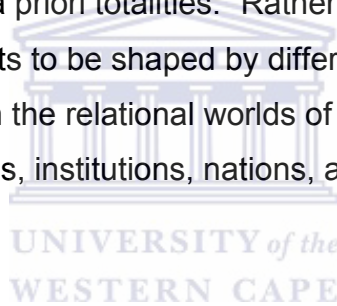 a priori totalities. Rather
ts to be shaped by differ
the relational worlds of
s, institutions, nations, a
UNIVERSITY of the
WESTERN CAPE